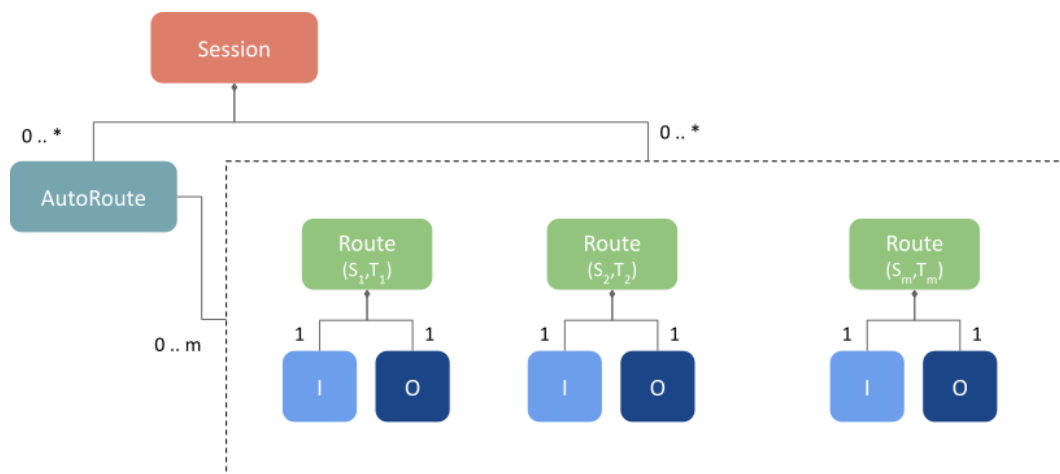 Session
0 .. *
0 .. *
AutoRoute
Route
(S₁,T₁)
Route
(S₂,T₂)
Route
(Sₘ,Tₘ)
1
1
1
1
1
1
0 .. m
I
O
I
O
I
O